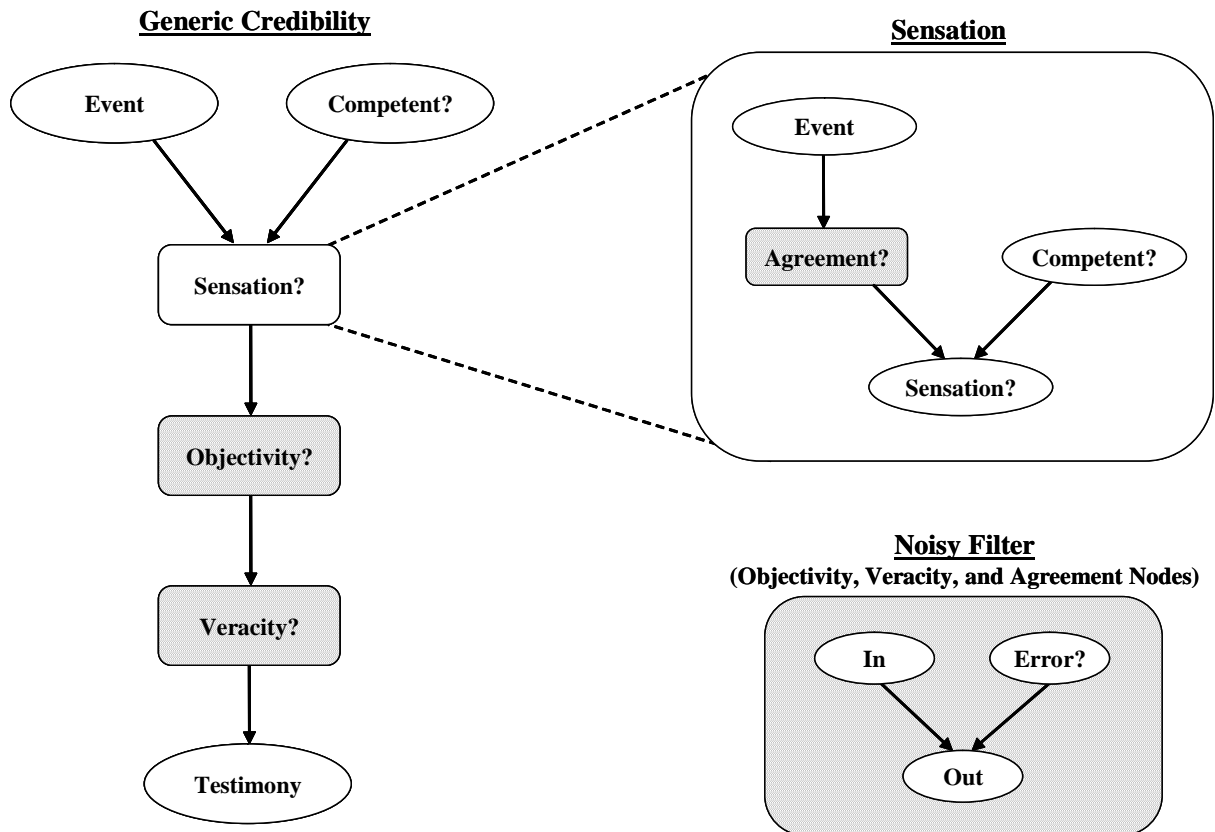 Generic Credibility
Event
Competent?
Sensation?
Objectivity?
Veracity?
Testimony
Sensation
Event
Agreement?
Competent?
Sensation?
Noisy Filter
(Objectivity, Veracity, and Agreement Nodes)
In
Error?
Out